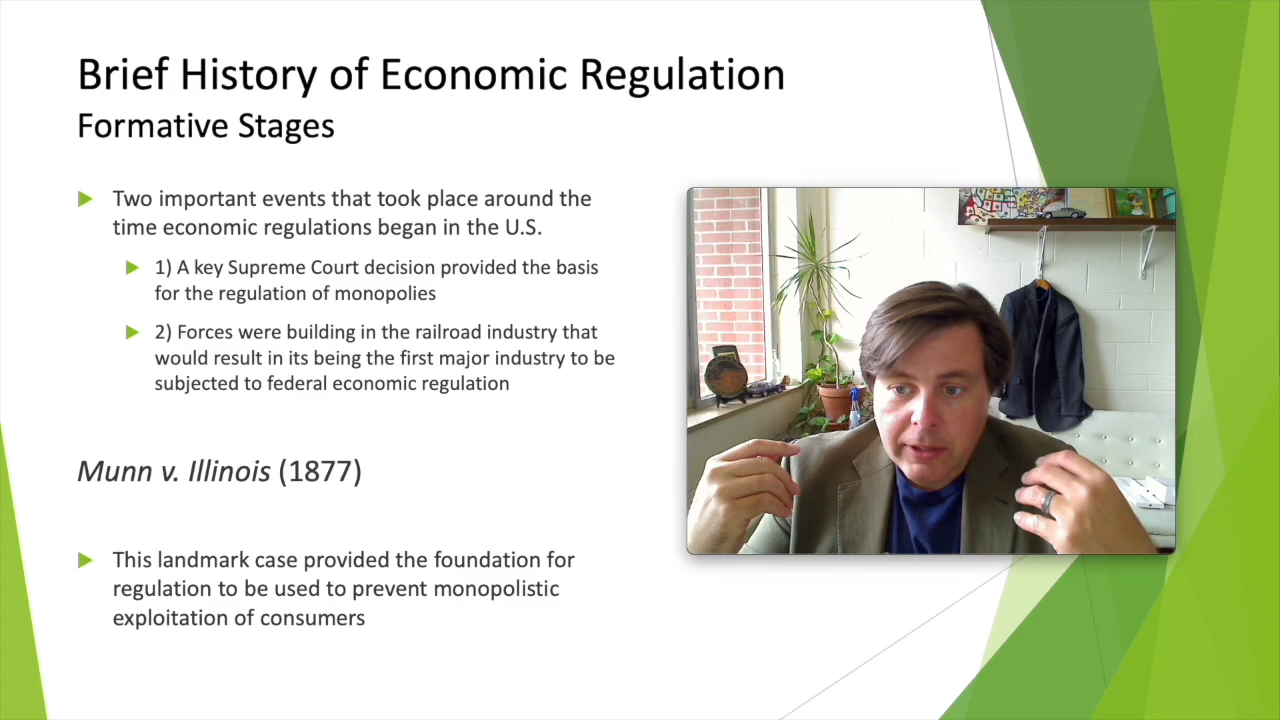 Brief History of Economic Regulation
Formative Stages
Two important events that took place around the
time economic regulations began in the U.S.
1) A key Supreme Court decision provided the basis
for the regulation of monopolies
2) Forces were building in the railroad industry that
would result in its being the first major industry to be
subjected to federal economic regulation
Munn v. Illinois (1877)
This landmark case provided the foundation for
regulation to be used to prevent monopolistic
exploitation of consumers